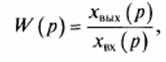 W(p) = x_вых(p) / x_вх(p),